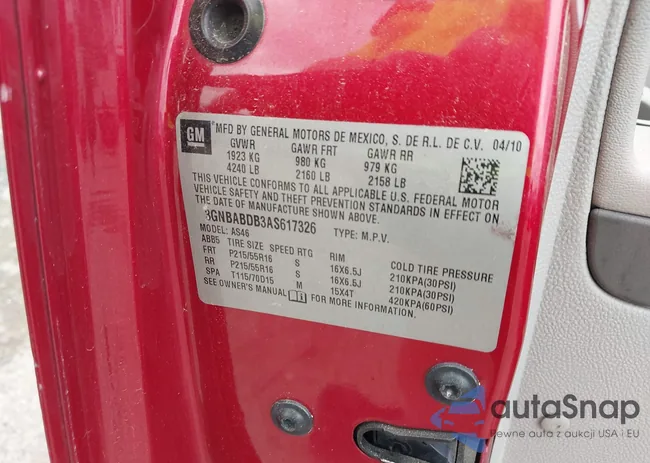 GM MFD BY GENERAL MOTORS DE MEXICO, S. DE R.L. DE C.V. 04/10
GVWR GAWR FRT GAWR RR
1923 KG 980 KG 979 KG
4240 LB 2160 LB 2158 LB
THIS VEHICLE CONFORMS TO ALL APPLICABLE U.S. FEDERAL MOTOR
VEHICLE SAFETY AND THEFT PREVENTION STANDARDS IN EFFECT ON
THE DATE OF MANUFACTURE SHOWN ABOVE.
3GNBABDB3AS617326 TYPE: M.P.V.
MODEL: AS46
ABB5 TIRE SIZE SPEED RTG RIM COLD TIRE PRESSURE
FRT P215/55R16 S 16X6.5J 210KPA(30PSI)
RR P215/55R16 S 16X6.5J 210KPA(30PSI)
SPA T115/70D15 M 15X4T 420KPA(60PSI)
SEE OWNER'S MANUAL FOR MORE INFORMATION.
autaSnap
Pewne auta z aukcji USA i EU